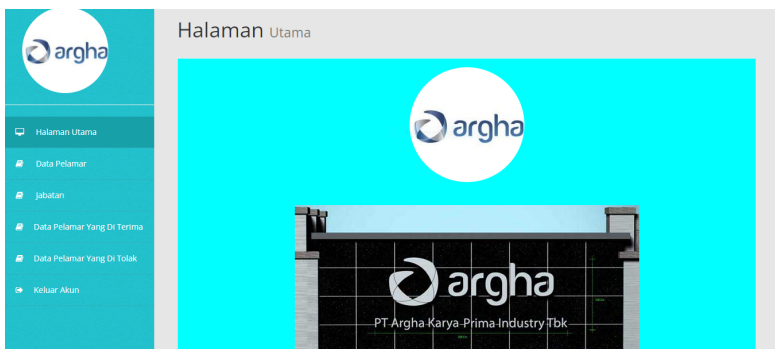 argha
Halaman Utama
Data Pelamar
Jabatan
Data Pelamar Yang Di Terima
Data Pelamar Yang Di Tolak
Keluar Akun
Halaman Utama
argha
argha
PT Argha Karya Prima Industry Tbk